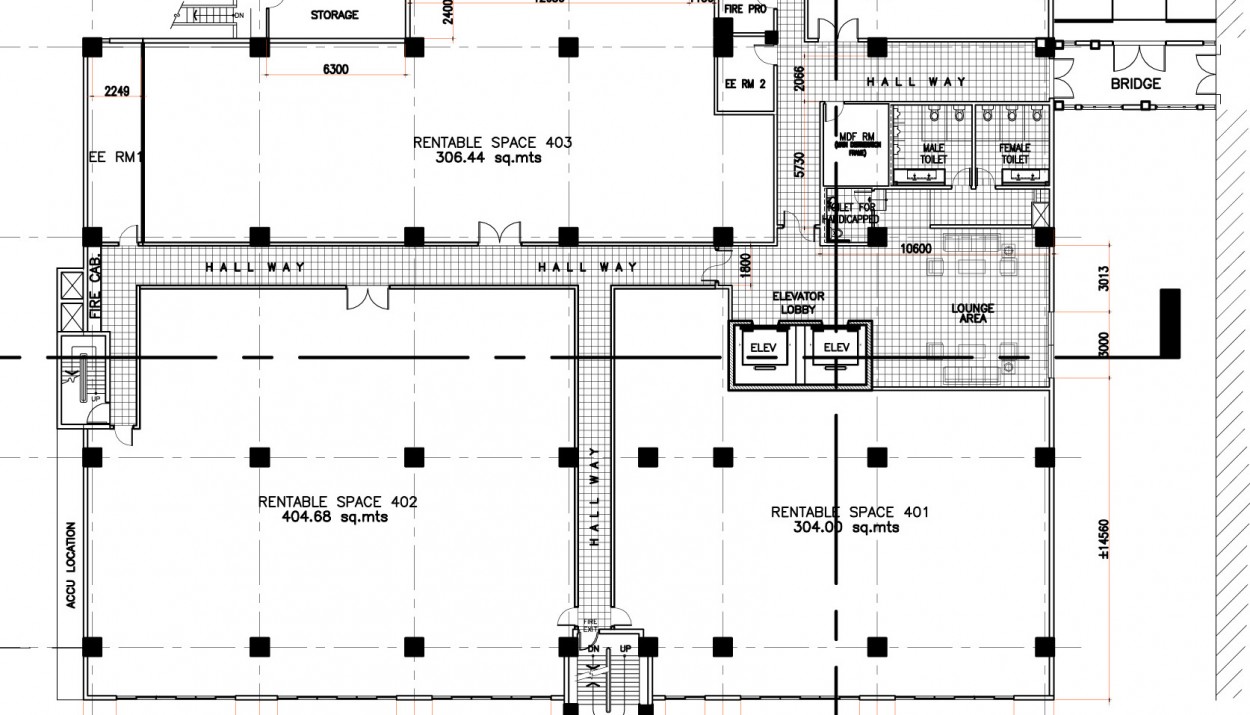 DN
STORAGE
2400
FIRE PRO
6300
2249
EE RM 2
2066
HALL WAY
BRIDGE
RENTABLE SPACE 403
306.44 sq.mts
EE RM1
5730
MDF RM
MALE
TOILET
FEMALE
TOILET
TOILET FOR
HANDICAPPED
10600
HALL WAY
HALL WAY
FIRE CAB.
1800
3013
ELEVATOR
LOBBY
LOUNGE
AREA
ELEV
ELEV
3000
UP
HALL WAY
RENTABLE SPACE 402
404.68 sq.mts
RENTABLE SPACE 401
304.00 sq.mts
±14560
ACCU LOCATION
FIRE
EXIT
DN
UP